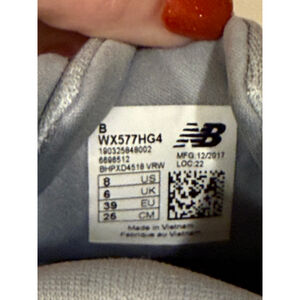 B
WX577HG4
190325848002
6698512
BHPXD4518 VRW
NB
MFG:12/2017
LOC:22
8 US
6 UK
39 EU
26 CM
Made in Vietnam
Fabriqué au Vietnam